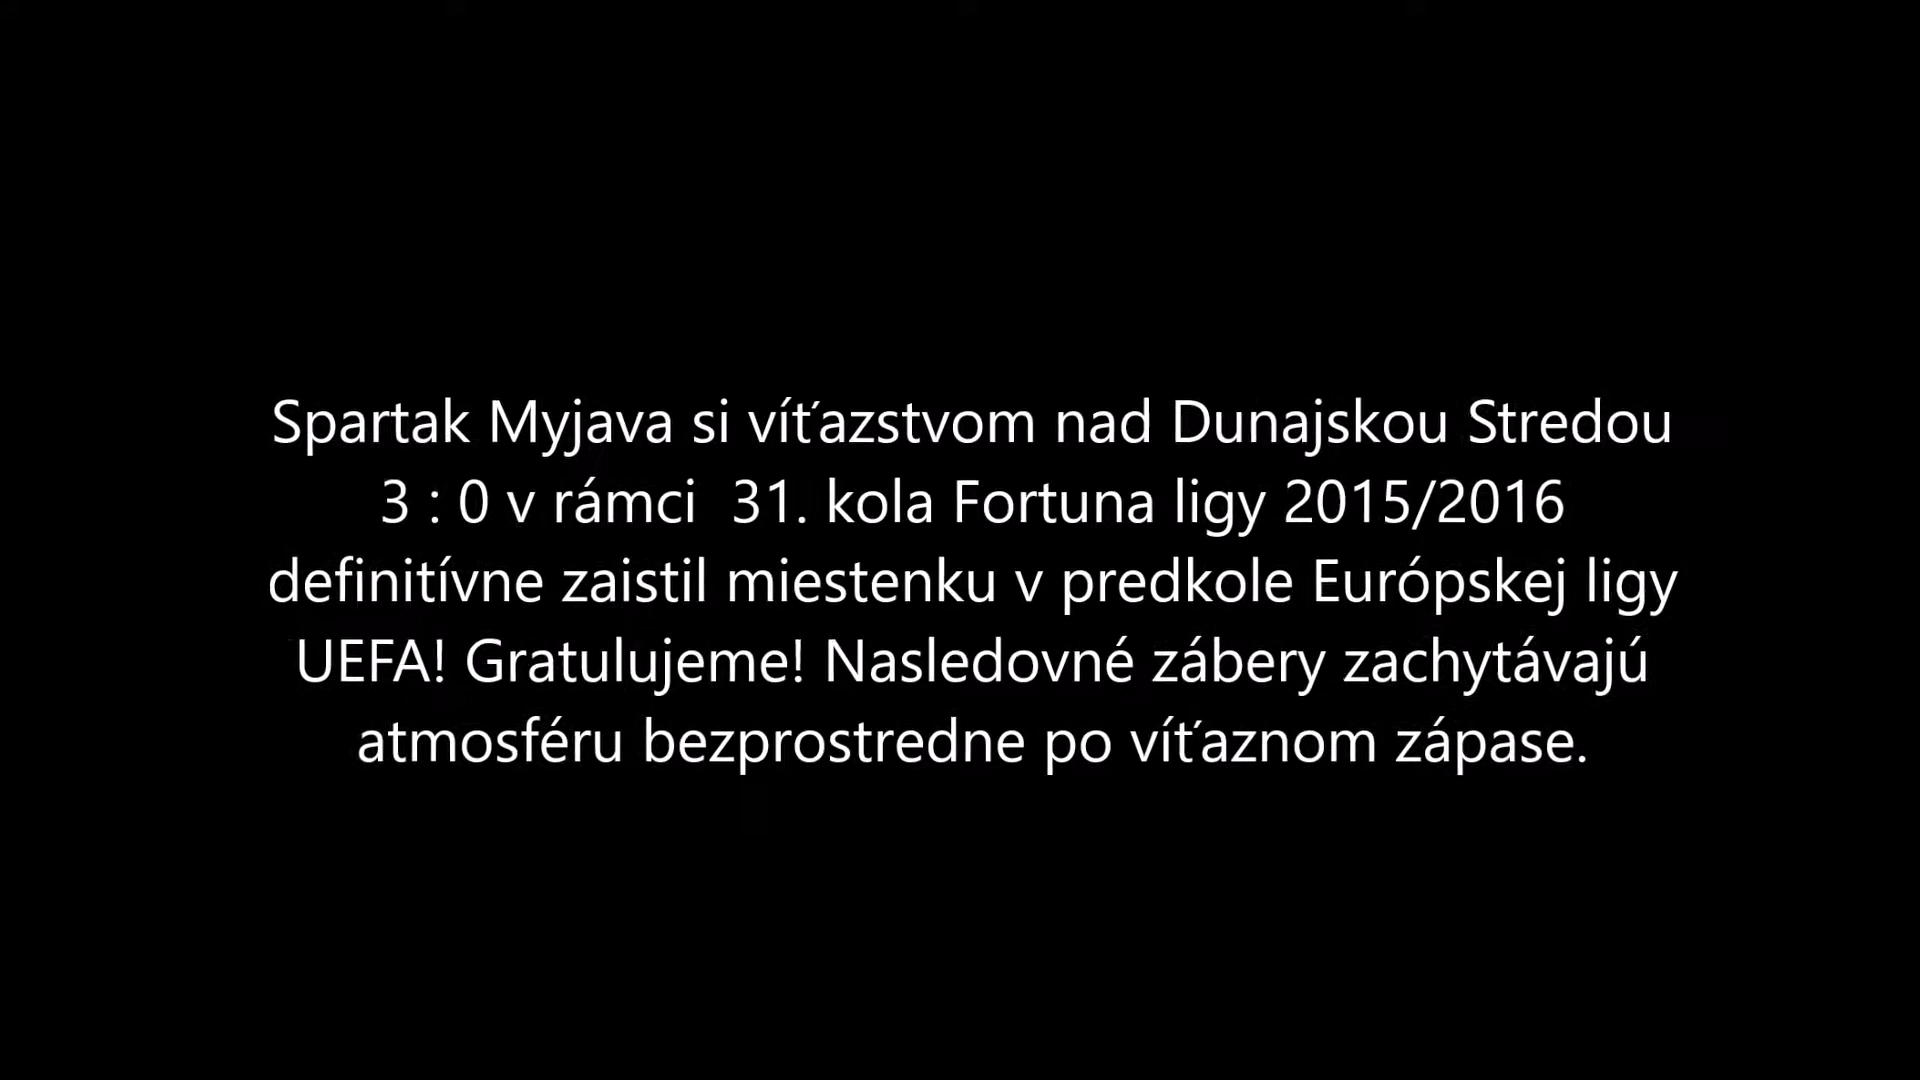 Spartak Myjava si víťazstvom nad Dunajskou Stredou
3 : 0 v rámci  31. kola Fortuna ligy 2015/2016
definitívne zaistil miestenku v predkole Európskej ligy
UEFA! Gratulujeme! Nasledovné zábery zachytávajú
atmosféru bezprostredne po víťaznom zápase.